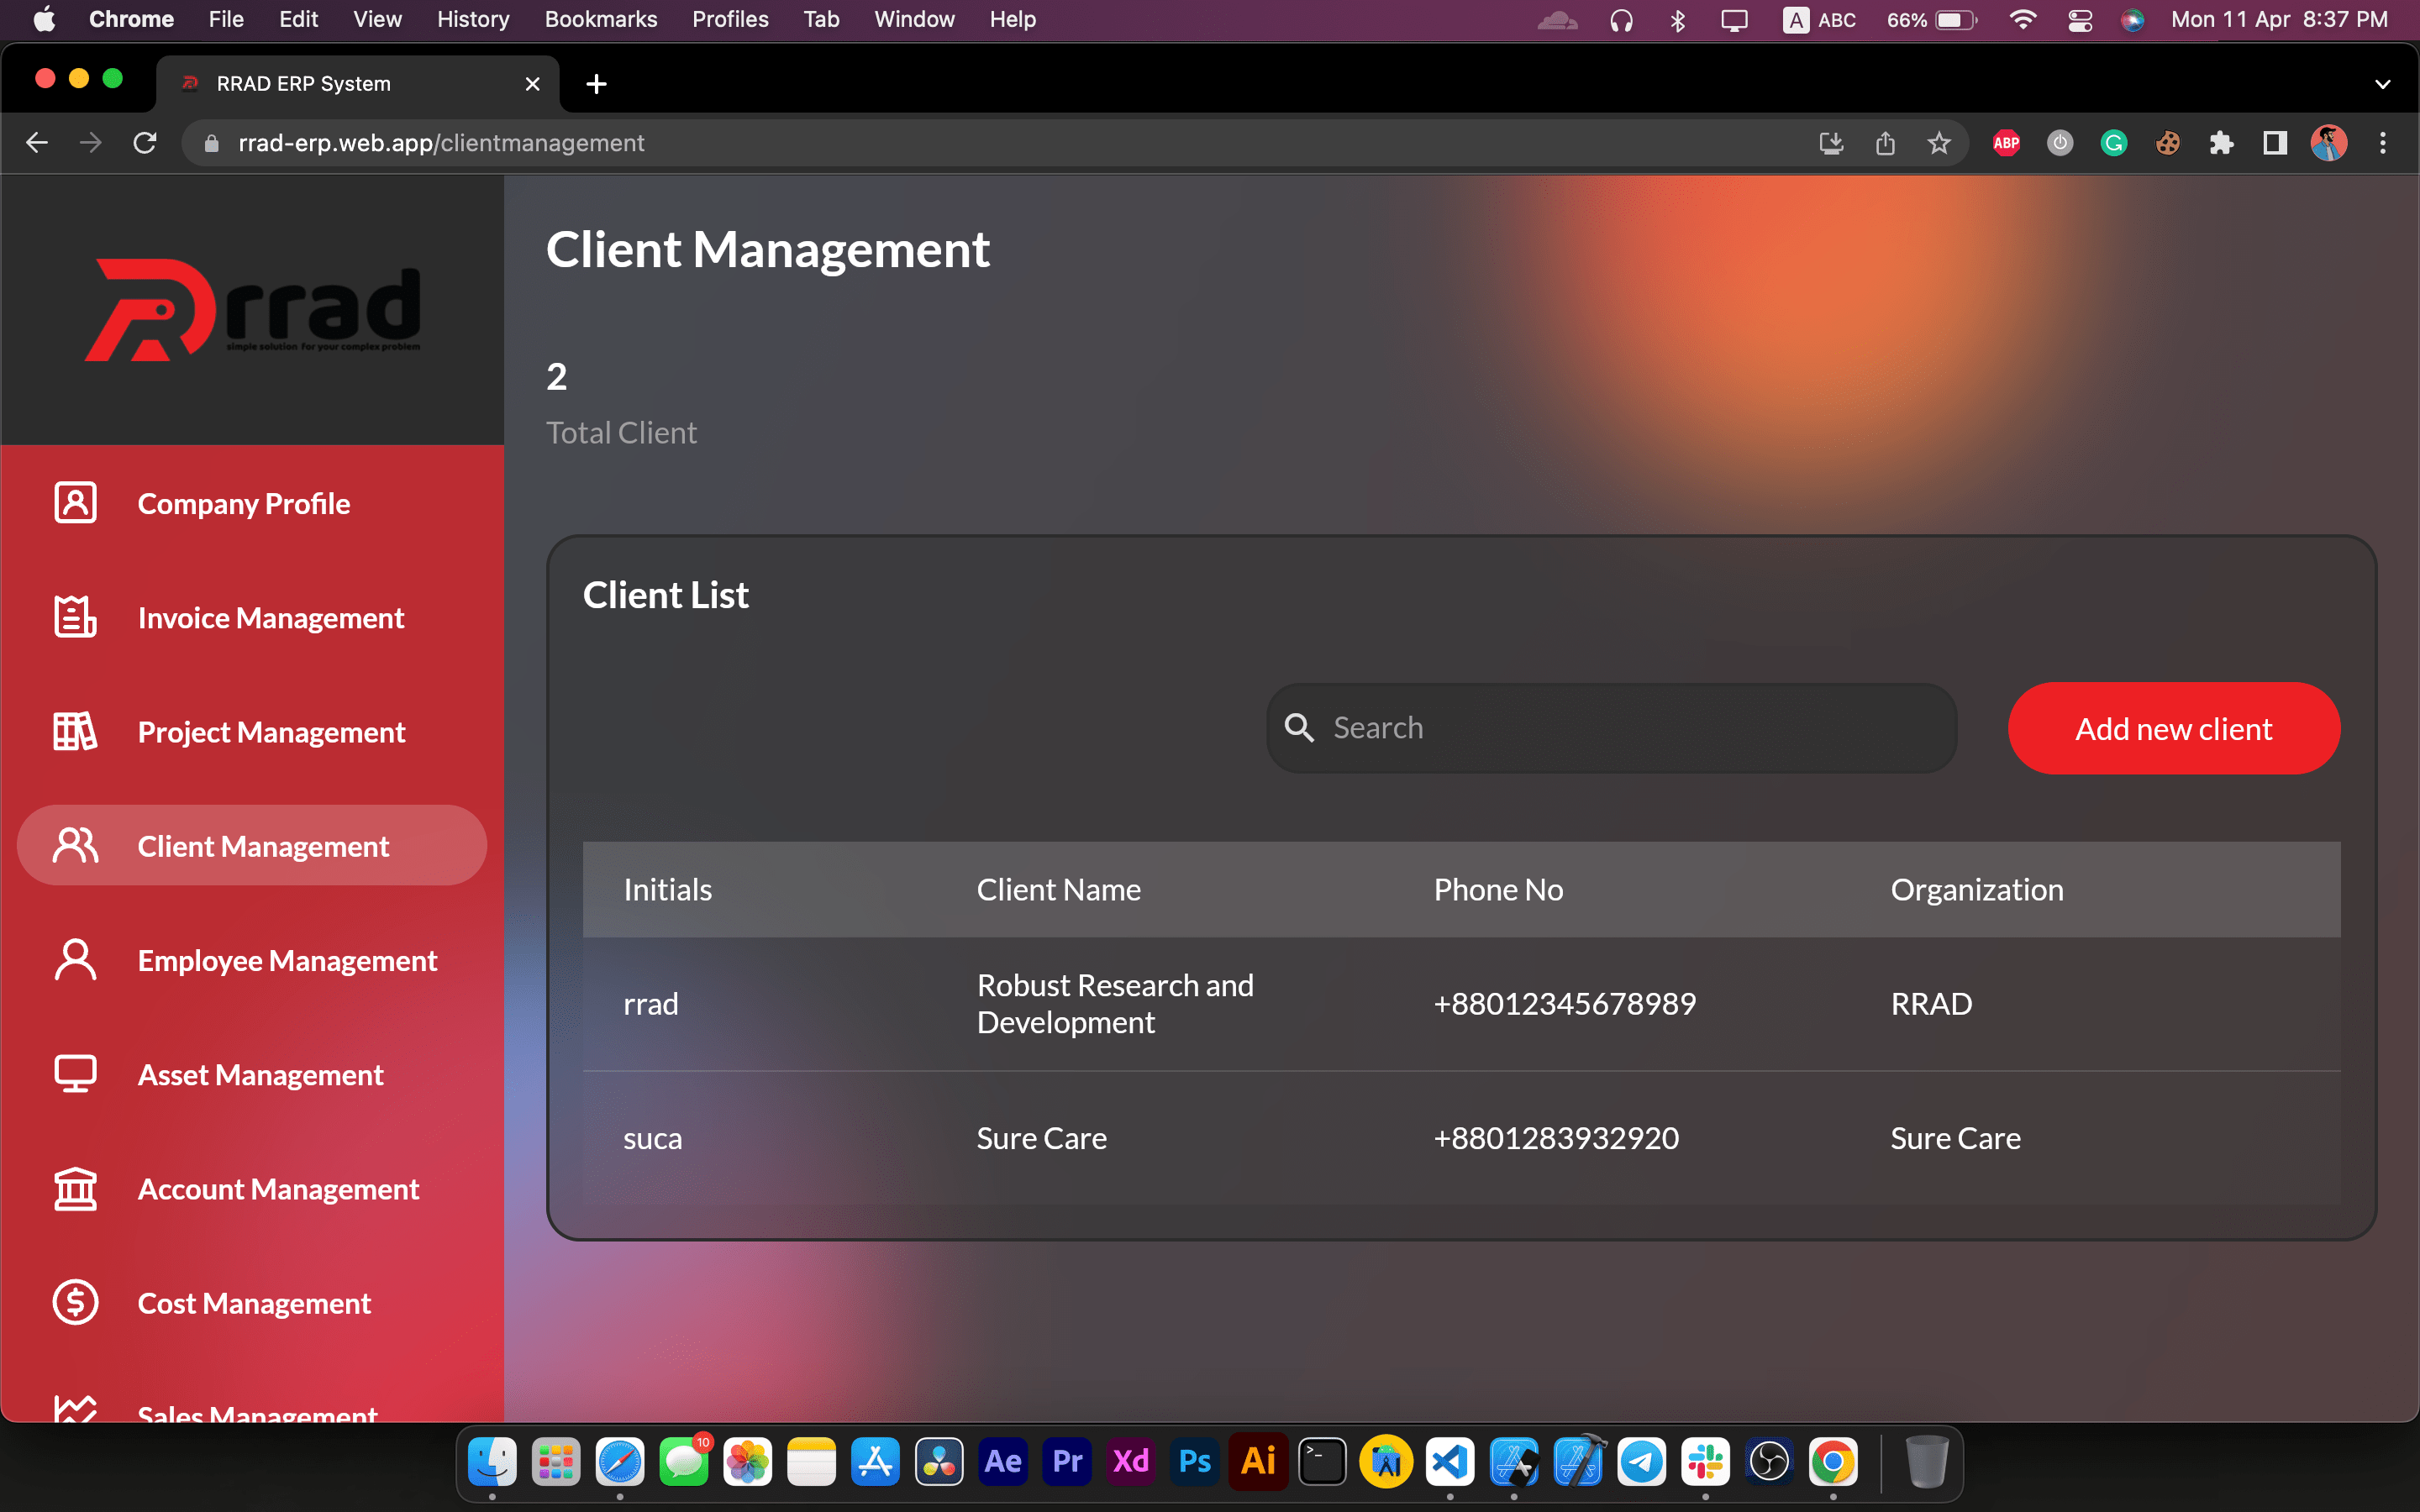 Chrome File Edit View History Bookmarks Profiles Tab Window Help A ABC 66% Mon 11 Apr 8:37 PM
RRAD ERP System
rrad-erp.web.app/clientmanagement ABP
rrad
simple solution for your complex problem
Client Management
2
Total Client
Company Profile
Invoice Management
Project Management
Client Management
Employee Management
Asset Management
Account Management
Cost Management
Sales Management
Client List
Search
Add new client
Initials Client Name Phone No Organization
rrad Robust Research and Development +88012345678989 RRAD
suca Sure Care +8801283932920 Sure Care
10
Ae Pr Xd Ps Ai